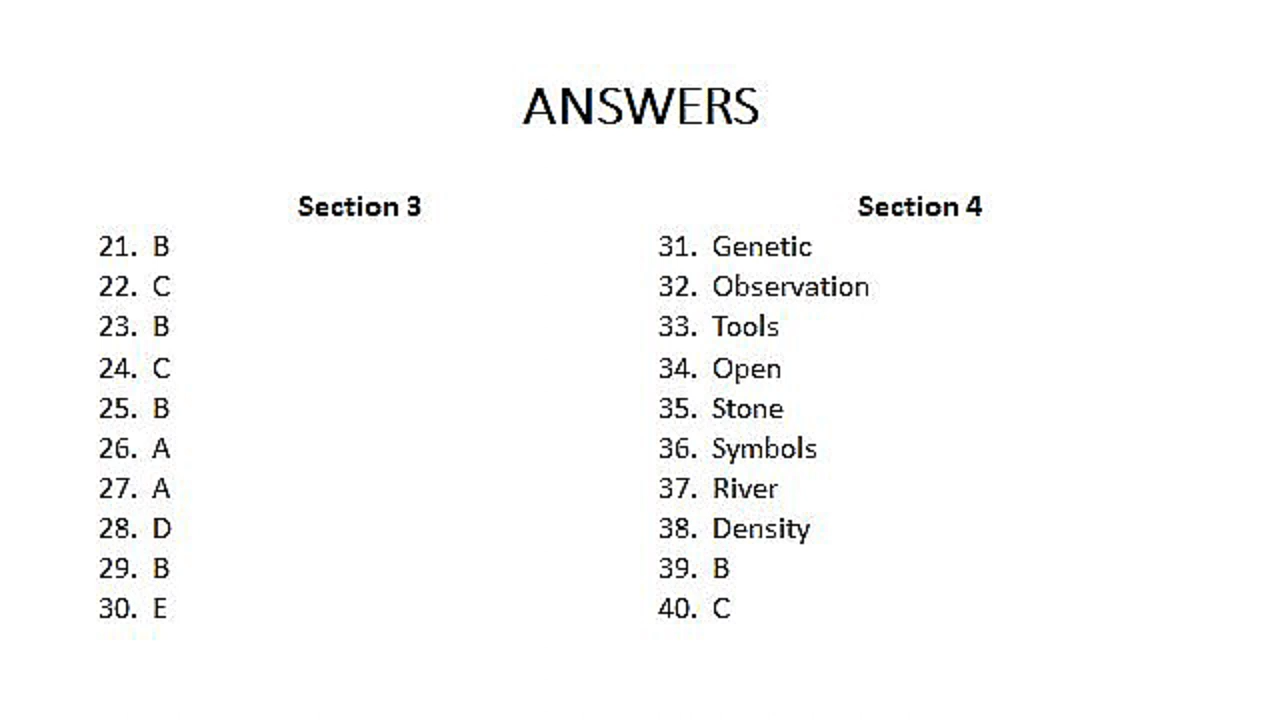 ANSWERS
Section 3
21. B
22. C
23. B
24. C
25. B
26. A
27. A
28. D
29. B
30. E
Section 4
31. Genetic
32. Observation
33. Tools
34. Open
35. Stone
36. Symbols
37. River
38. Density
39. B
40. C